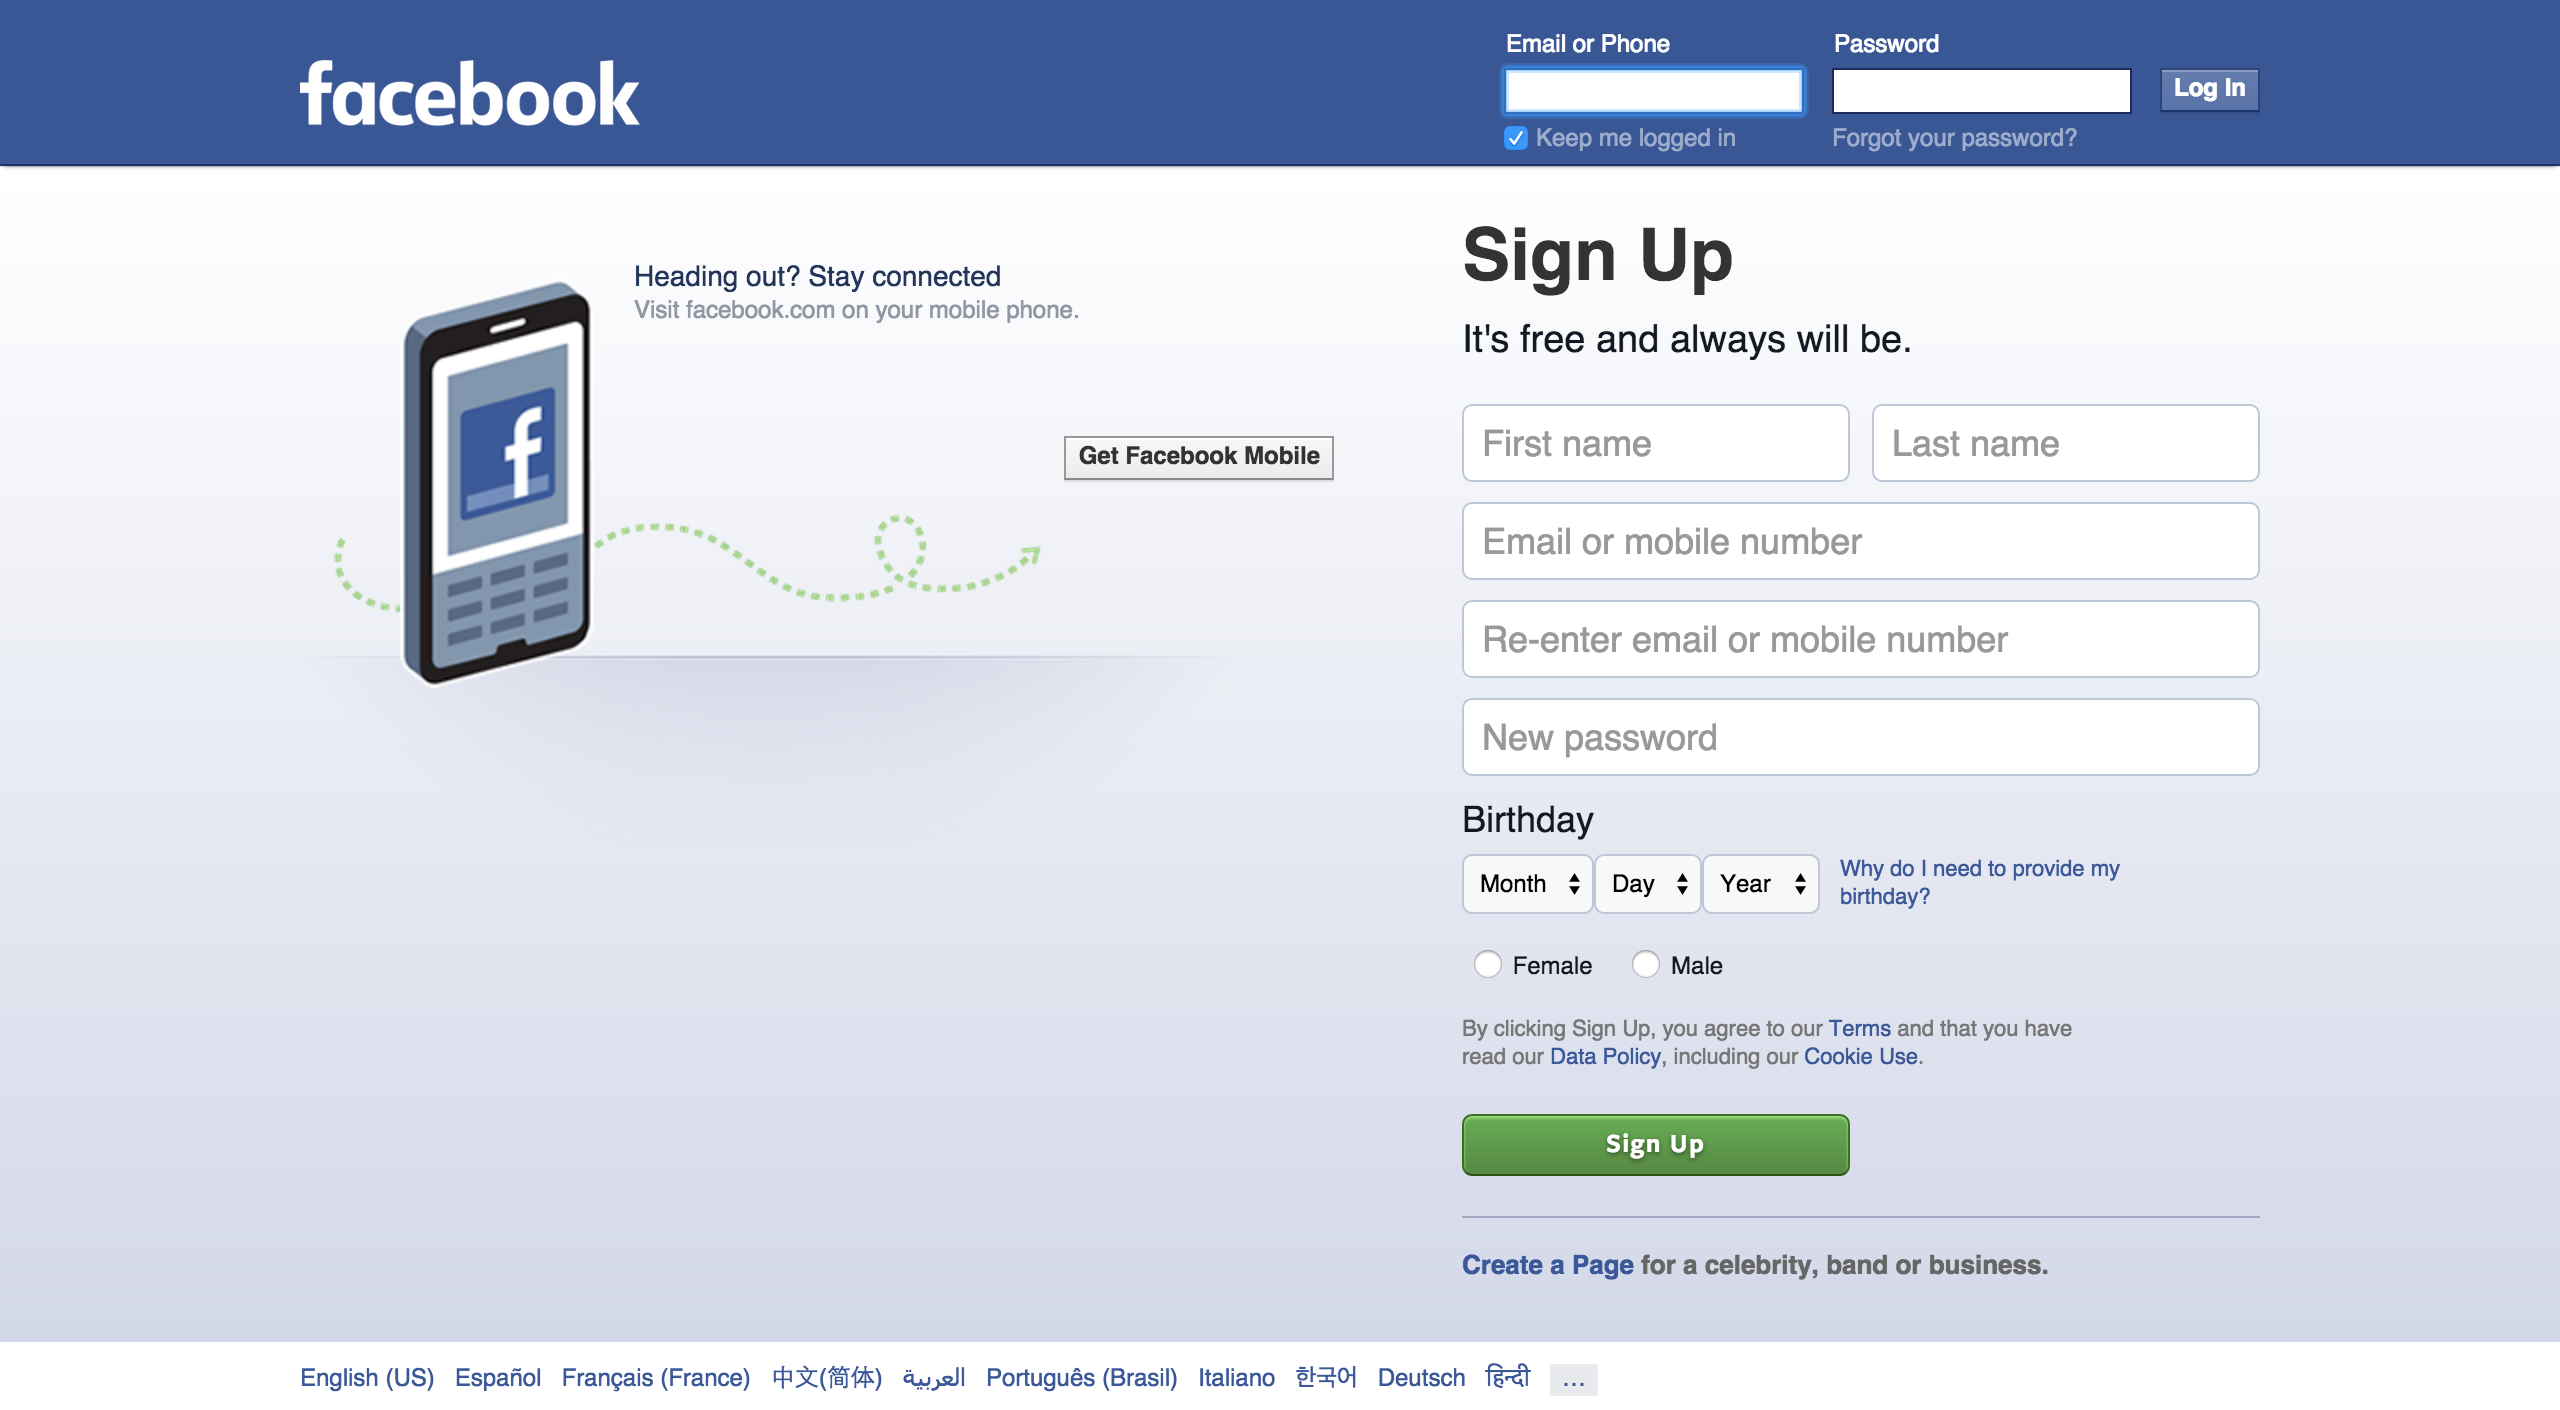 facebook
Email or Phone
Password
Log In
Keep me logged in
Forgot your password?
Heading out? Stay connected
Visit facebook.com on your mobile phone.
f
Get Facebook Mobile
Sign Up
It's free and always will be.
First name
Last name
Email or mobile number
Re-enter email or mobile number
New password
Birthday
Month
Day
Year
Why do I need to provide my
birthday?
Female
Male
By clicking Sign Up, you agree to our Terms and that you have
read our Data Policy, including our Cookie Use.
Sign Up
Create a Page for a celebrity, band or business.
English (US) Español Français (France) 中文(简体) العربية Português (Brasil) Italiano 한국어 Deutsch हिन्दी ...